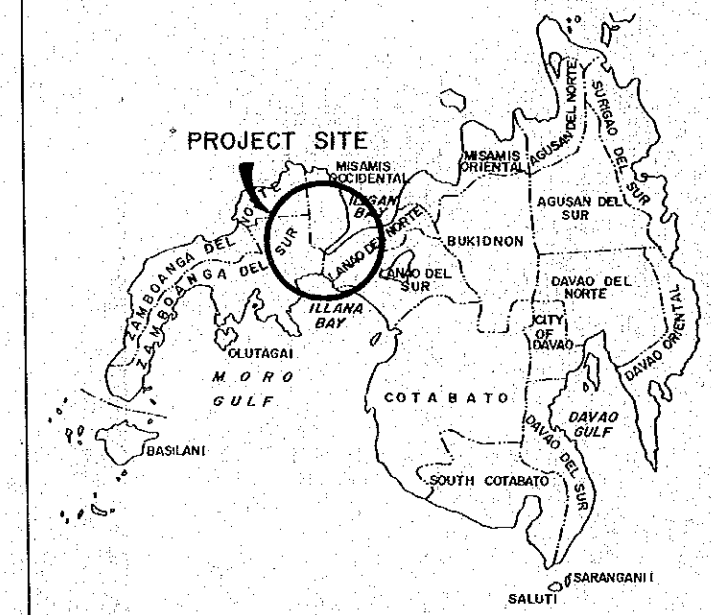 PROJECT SITE
MISAMIS
OCCIDENTAL
ILIGAN
BAY
MISAMIS
ORIENTAL
AGUSAN DEL NORTE
SURIGAO DEL SUR
AGUSAN DEL
SUR
BUKIDNON
ZAMBOANGA DEL NORTE
ZAMBOANGA DEL SUR
LANAO DEL NORTE
LANAO DEL
SUR
DAVAO DEL
NORTE
DAVAO ORIENTAL
CITY
OF
DAVAO
ILLANA
BAY
OLUTAGAI
MORO
GULF
COTABATO
DAVAO
GULF
DAVAO DEL SUR
BASILANI
SOUTH COTABATO
SARANGANII
SALUTI